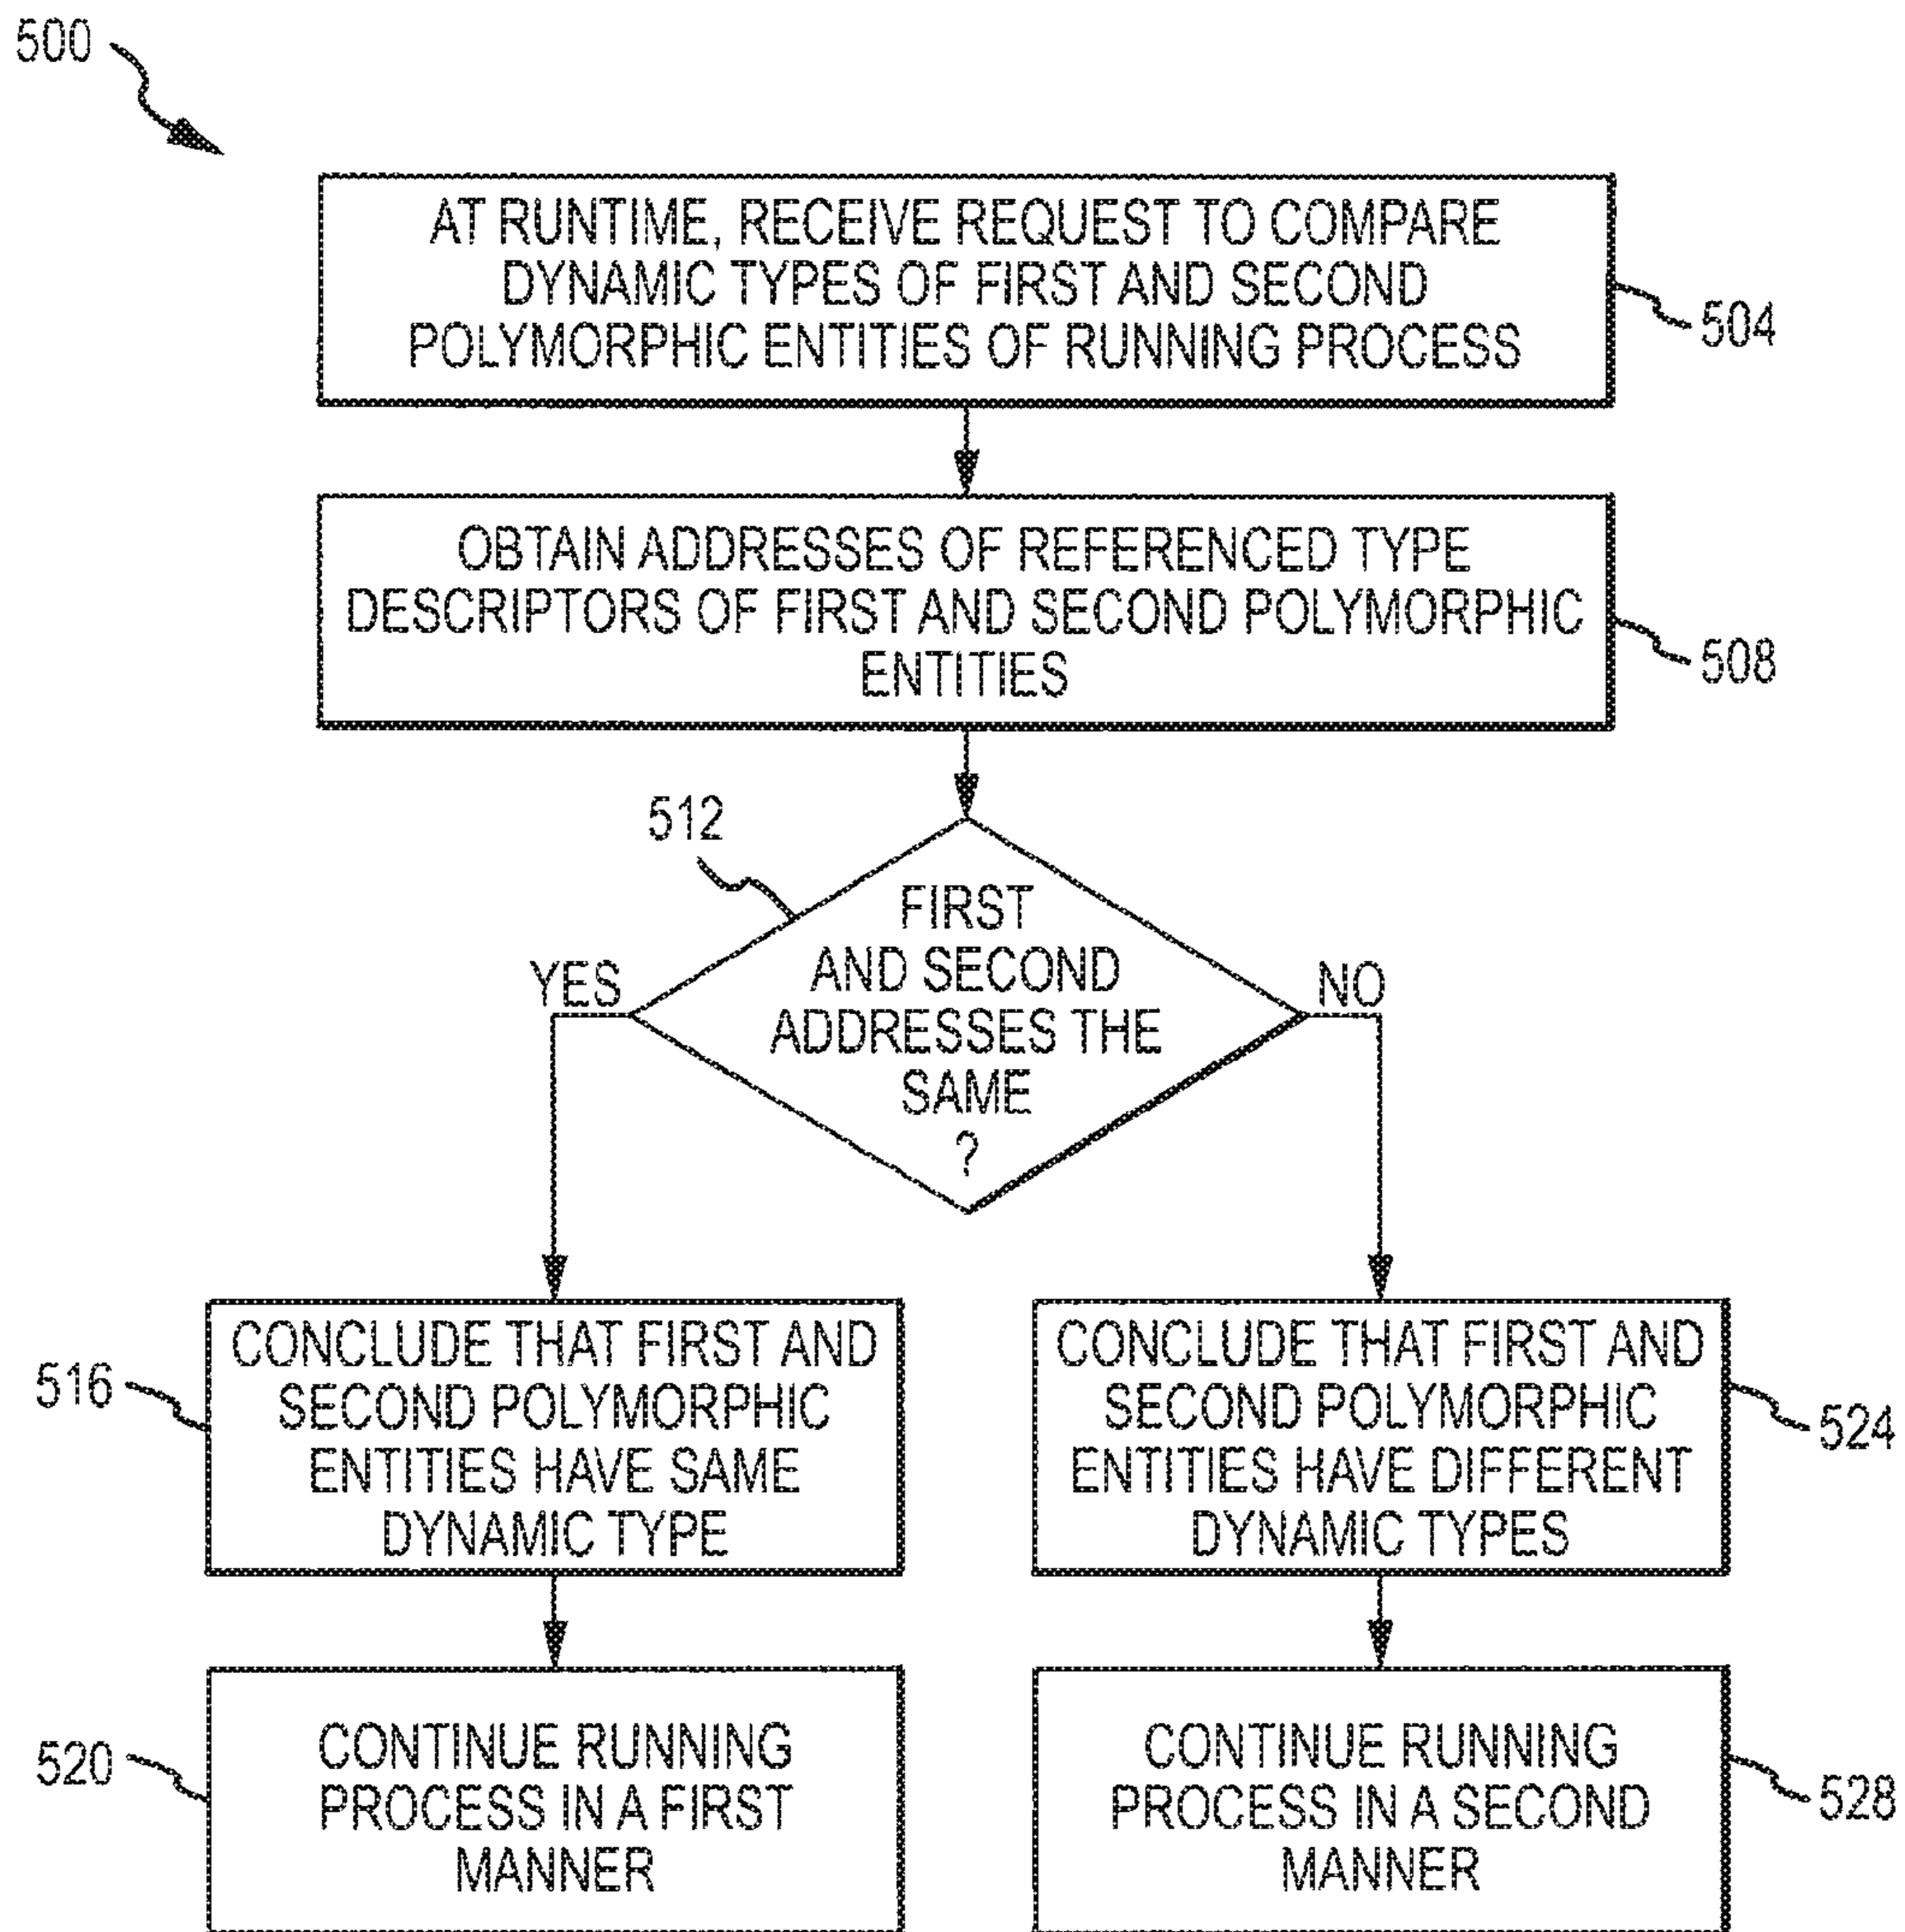 500
AT RUNTIME, RECEIVE REQUEST TO COMPARE
DYNAMIC TYPES OF FIRST AND SECOND
POLYMORPHIC ENTITIES OF RUNNING PROCESS
504
OBTAIN ADDRESSES OF REFERENCED TYPE
DESCRIPTORS OF FIRST AND SECOND POLYMORPHIC
ENTITIES
508
512
FIRST
AND SECOND
ADDRESSES THE
SAME
?
YES
NO
CONCLUDE THAT FIRST AND
SECOND POLYMORPHIC
ENTITIES HAVE SAME
DYNAMIC TYPE
516
CONCLUDE THAT FIRST AND
SECOND POLYMORPHIC
ENTITIES HAVE DIFFERENT
DYNAMIC TYPES
524
CONTINUE RUNNING
PROCESS IN A FIRST
MANNER
520
CONTINUE RUNNING
PROCESS IN A SECOND
MANNER
528